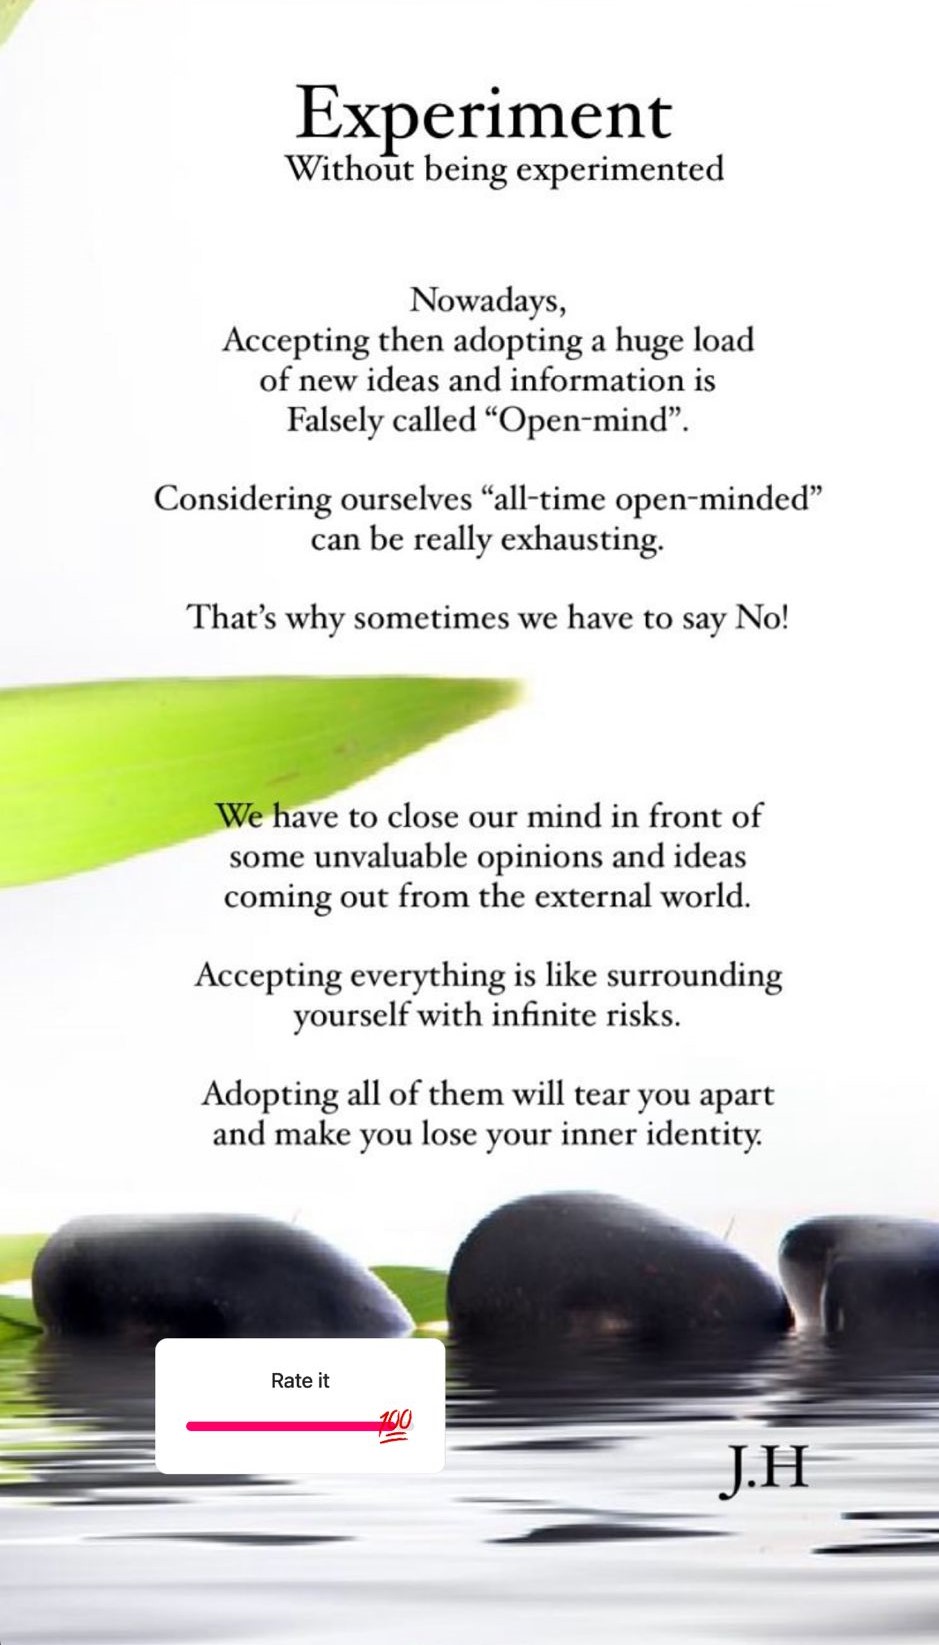 Experiment
Without being experimented
Nowadays,
Accepting then adopting a huge load
of new ideas and information is
Falsely called “Open-mind”.
Considering ourselves “all-time open-minded”
can be really exhausting.
That’s why sometimes we have to say No!
We have to close our mind in front of
some unvaluable opinions and ideas
coming out from the external world.
Accepting everything is like surrounding
yourself with infinite risks.
Adopting all of them will tear you apart
and make you lose your inner identity.
Rate it
💯
J.H